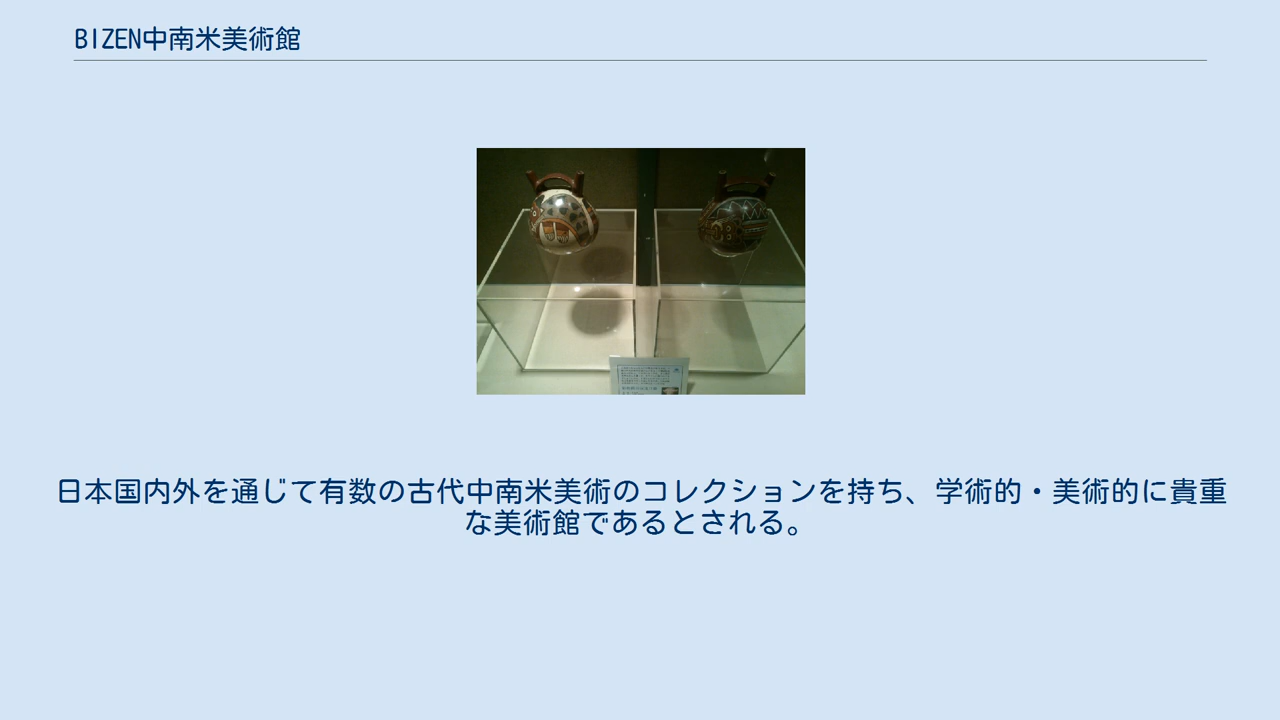 BIZEN中南米美術館
日本国内外を通じて有数の古代中南米美術のコレクションを持ち、学術的・美術的に貴重
な美術館であるとされる。